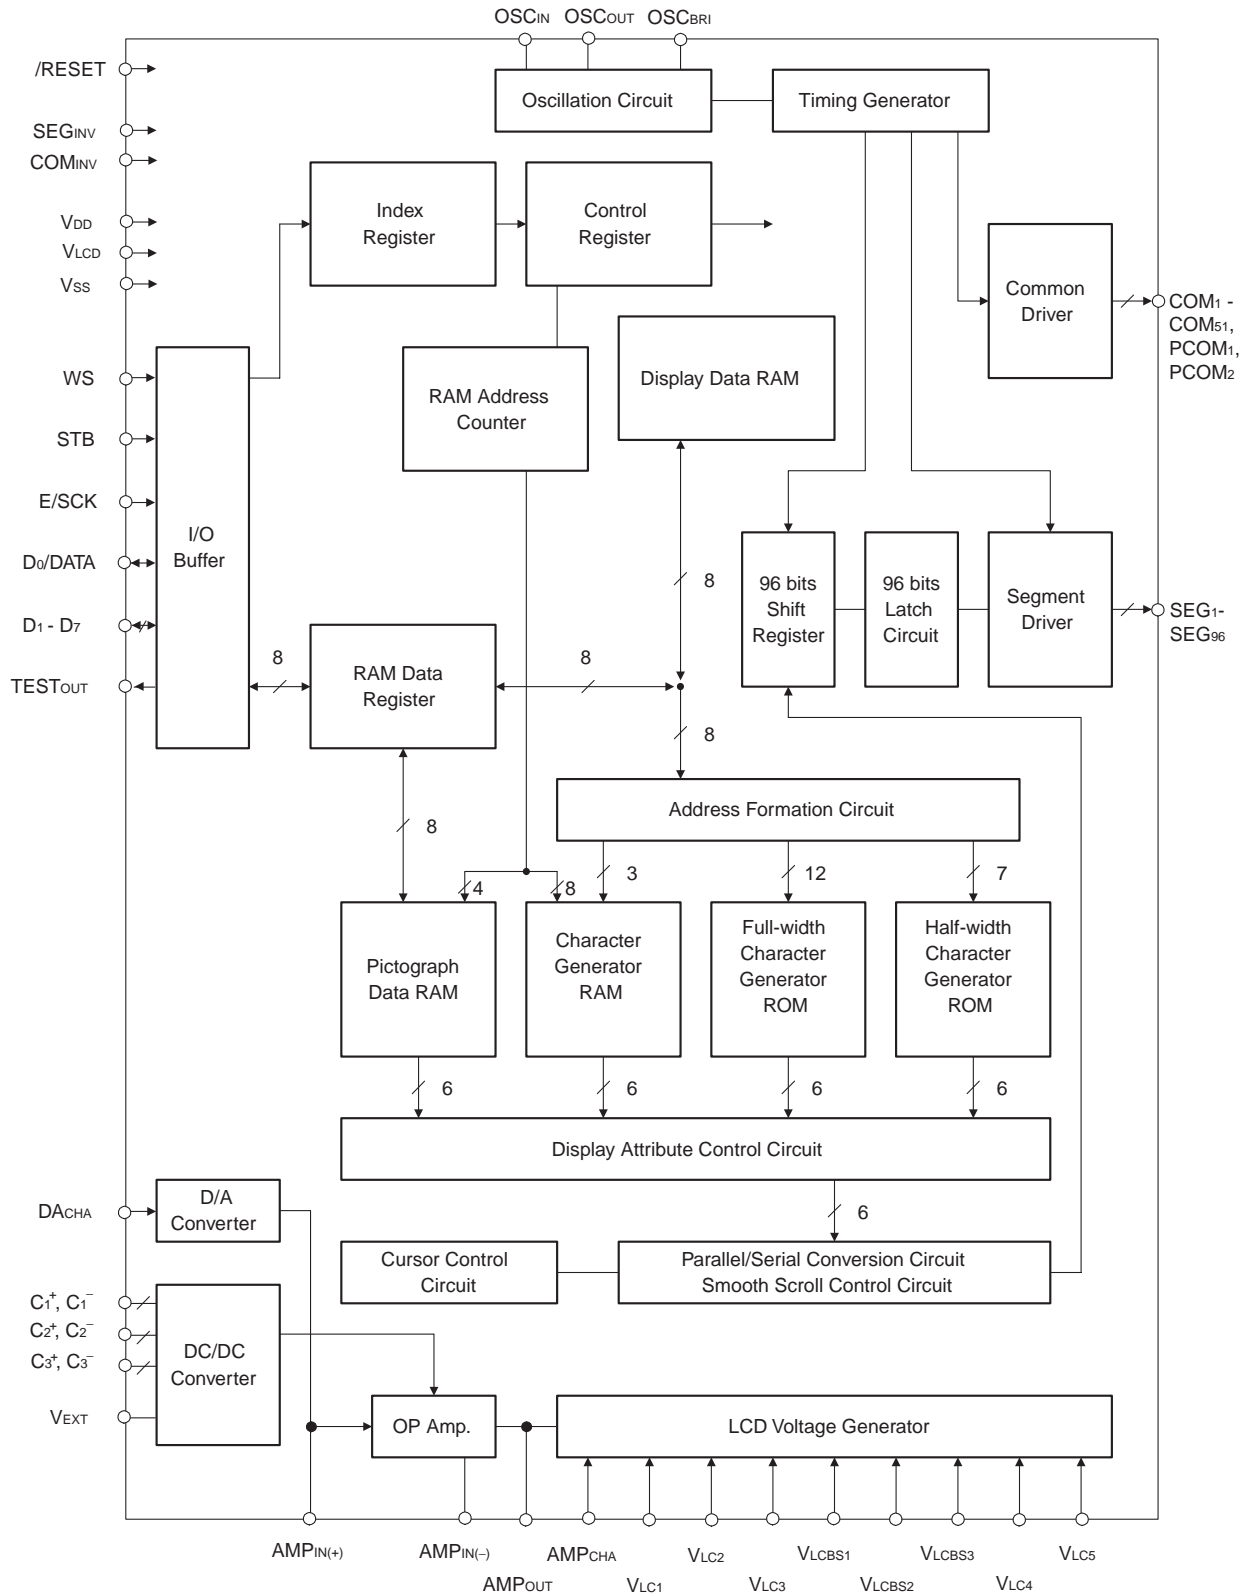 OSCIN OSCOUT OSCBRI
/RESET
SEGINV
COMINV
VDD
VLCD
VSS
WS
STB
E/SCK
D0/DATA
D1 - D7
TESTOUT
Oscillation Circuit
Timing Generator
Index
Register
Control
Register
Common
Driver
COM1 -
COM51,
PCOM1,
PCOM2
Display Data RAM
RAM Address
Counter
I/O
Buffer
8
96 bits
Shift
Register
96 bits
Latch
Circuit
Segment
Driver
SEG1-
SEG96
8
RAM Data
Register
8
8
Address Formation Circuit
8
4
8
3
12
7
Pictograph
Data RAM
Character
Generator
RAM
Full-width
Character
Generator
ROM
Half-width
Character
Generator
ROM
6
6
6
6
Display Attribute Control Circuit
DACHA
D/A
Converter
6
Cursor Control
Circuit
Parallel/Serial Conversion Circuit
Smooth Scroll Control Circuit
C1+, C1−
C2+, C2−
C3+, C3−
VEXT
DC/DC
Converter
OP Amp.
LCD Voltage Generator
AMPIN(+) AMPIN(−) AMPCHA VLC2 VLCBS1 VLCBS3 VLC5
AMPOUT VLC1 VLC3 VLCBS2 VLC4